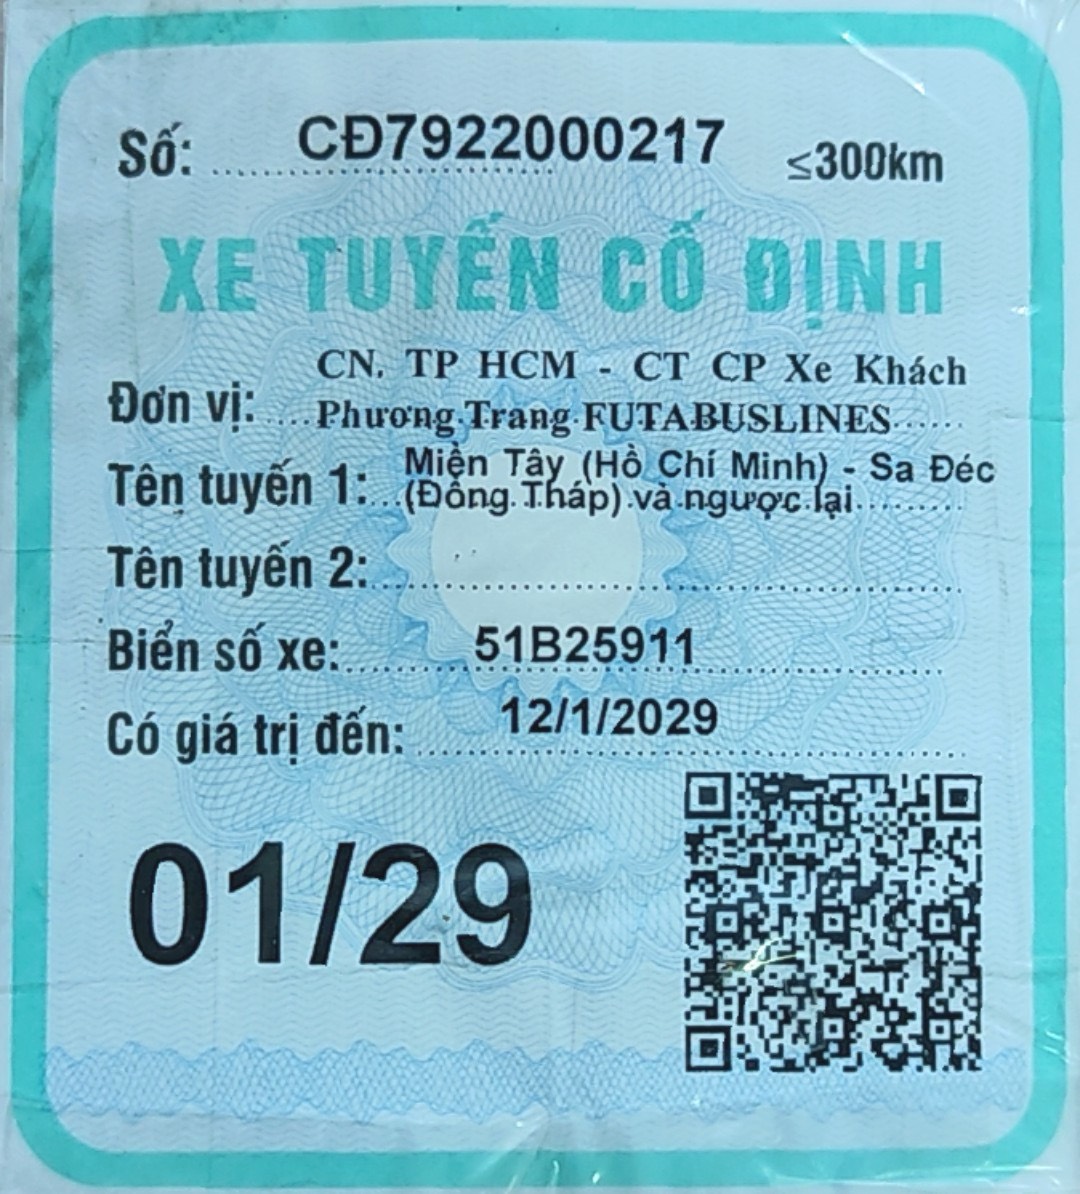 Số: CĐ7922000217 ≤300km
XE TUYẾN CỐ ĐỊNH
CN. TP HCM - CT CP Xe Khách
Đơn vị: Phương Trang FUTABUSLINES
Tên tuyến 1: Miền Tây (Hồ Chí Minh) - Sa Đéc
(Đồng Tháp) và ngược lại
Tên tuyến 2:
Biển số xe: 51B25911
Có giá trị đến: 12/1/2029
01/29